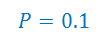 P = 0.1